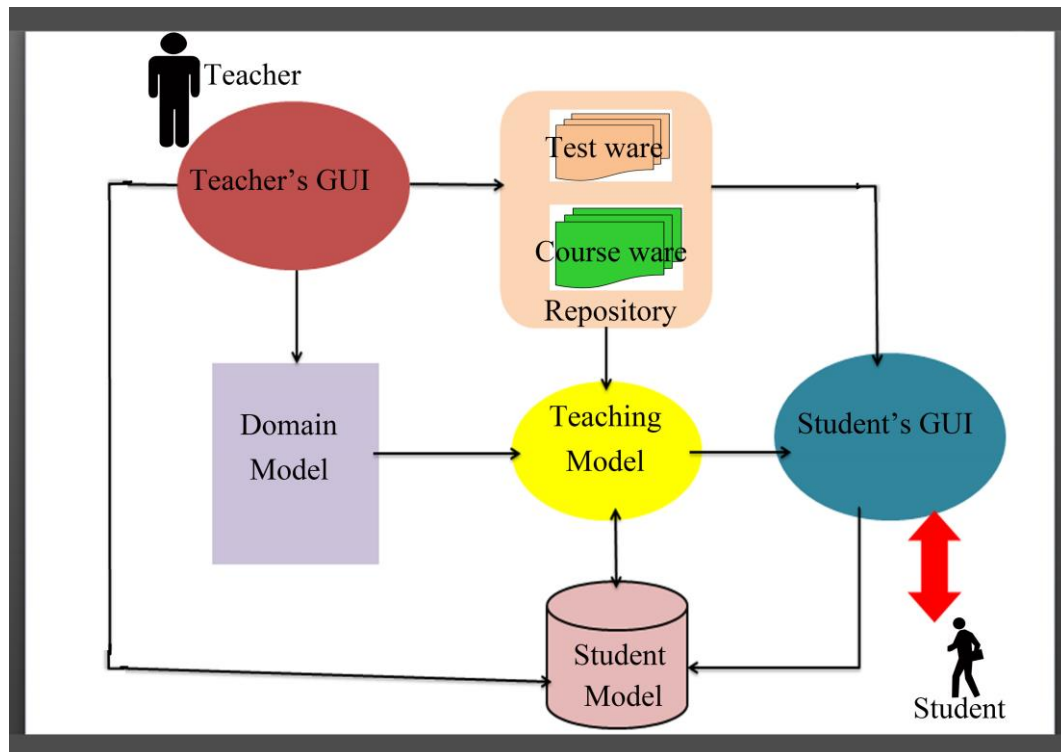 Teacher
Teacher’s GUI
Test ware
Course ware
Repository
Domain
Model
Teaching
Model
Student’s GUI
Student
Model
Student